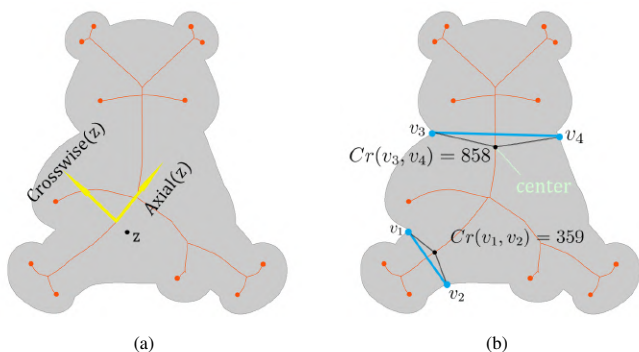 Crosswise(z)
Axial(z)
z
(a)
v₃
v₄
Cr(v₃, v₄) = 858
center
v₁
Cr(v₁, v₂) = 359
v₂
(b)